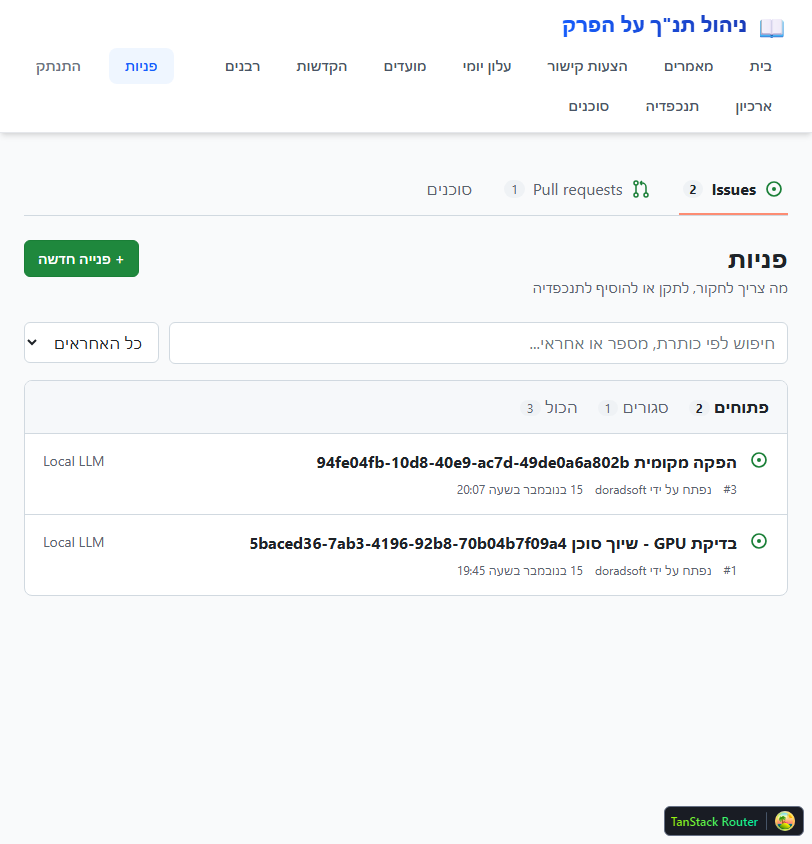 ניהול תנ"ך על הפרק
בית מאמרים הצעות קישור עלון יומי מועדים הקדשות רבנים פניות התנתק
ארכיון תנכפדיה סוכנים
Issues 2 Pull requests 1 סוכנים
פניות
+ פנייה חדשה
מה צריך לחקור, לתקן או להוסיף לתנכפדיה
חיפוש לפי כותרת, מספר או אחראי...
כל האחראים
פתוחים 2 סגורים 1 הכול 3
הפקה מקומית 94fe04fb-10d8-40e9-ac7d-49de0a6a802b
Local LLM
#3 נפתח על ידי doradsoft 15 בנובמבר בשעה 20:07
בדיקת GPU - שיוך סוכן 5baced36-7ab3-4196-92b8-70b04b7f09a4
Local LLM
#1 נפתח על ידי doradsoft 15 בנובמבר בשעה 19:45
TanStack Router